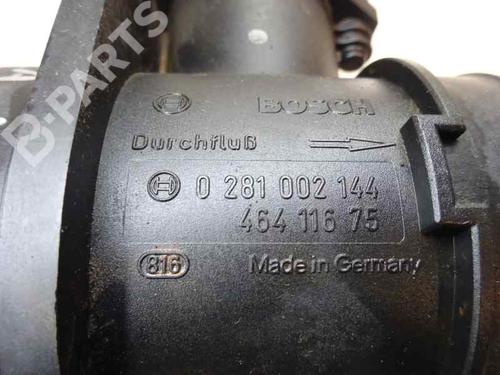 BOSCH
Durchfluß
0 281 002 144
464 116 75
816
Made in Germany
B-PARTS